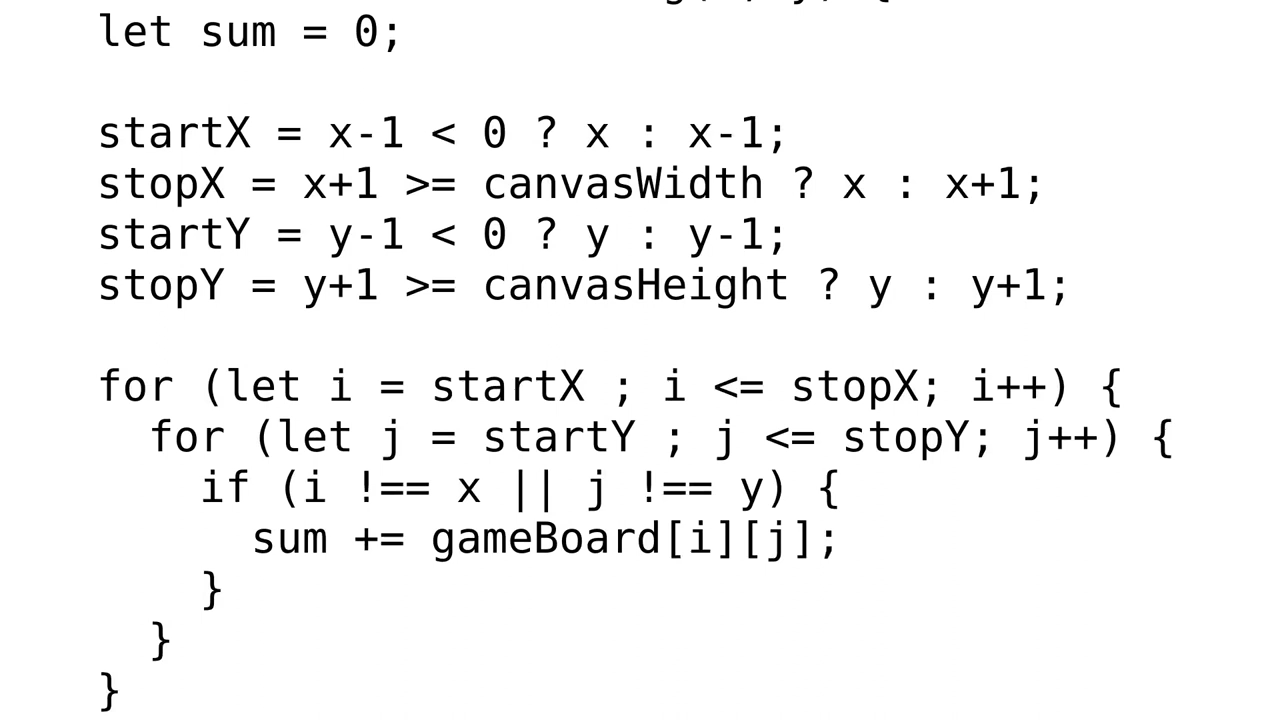 let sum = 0;
startX = x-1 < 0 ? x : x-1;
stopX = x+1 >= canvasWidth ? x : x+1;
startY = y-1 < 0 ? y : y-1;
stopY = y+1 >= canvasHeight ? y : y+1;
for (let i = startX ; i <= stopX; i++) {
for (let j = startY ; j <= stopY; j++) {
if (i !== x || j !== y) {
sum += gameBoard[i][j];
}
}
}